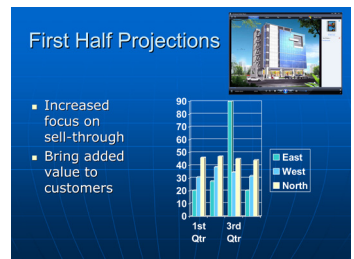 First Half Projections
Increased
focus on
sell-through
Bring added
value to
customers
90
80
70
60
50
40
30
20
10
0
1st
Qtr
3rd
Qtr
East
West
North